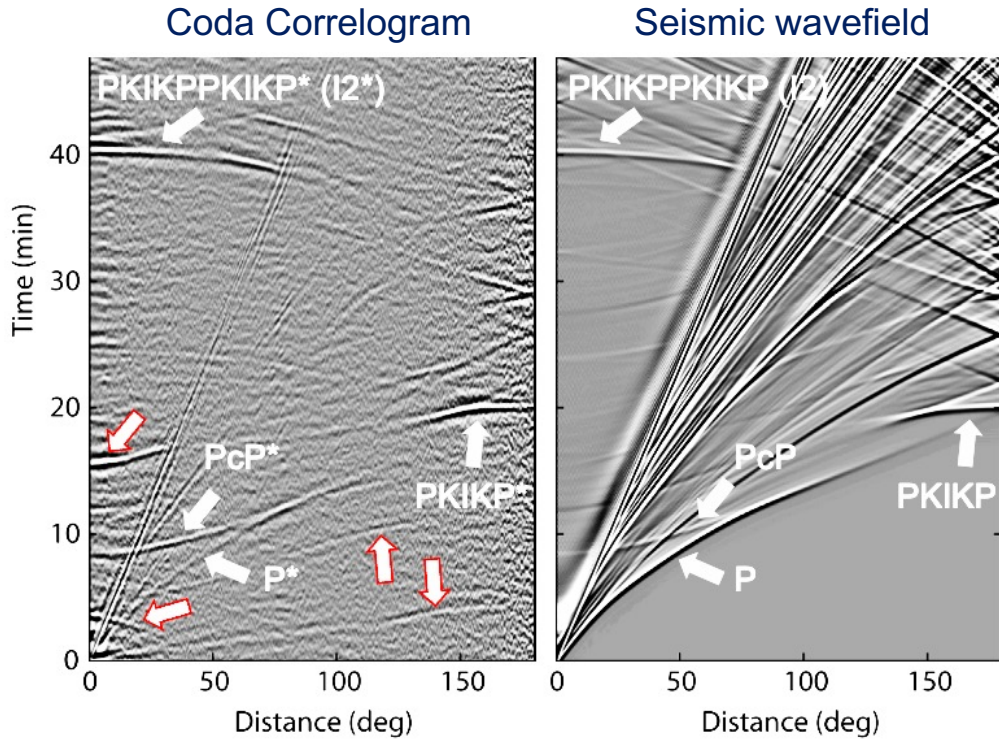 Coda Correlogram
Seismic wavefield
PKIKPPKIKP* (I2*)
PKIKPPKIKP (I2)
40
30
Time (min)
20
PcP*
PcP
PKIKP*
PKIKP
10
P*
P
0
0 50 100 150
0 50 100 150
Distance (deg)
Distance (deg)